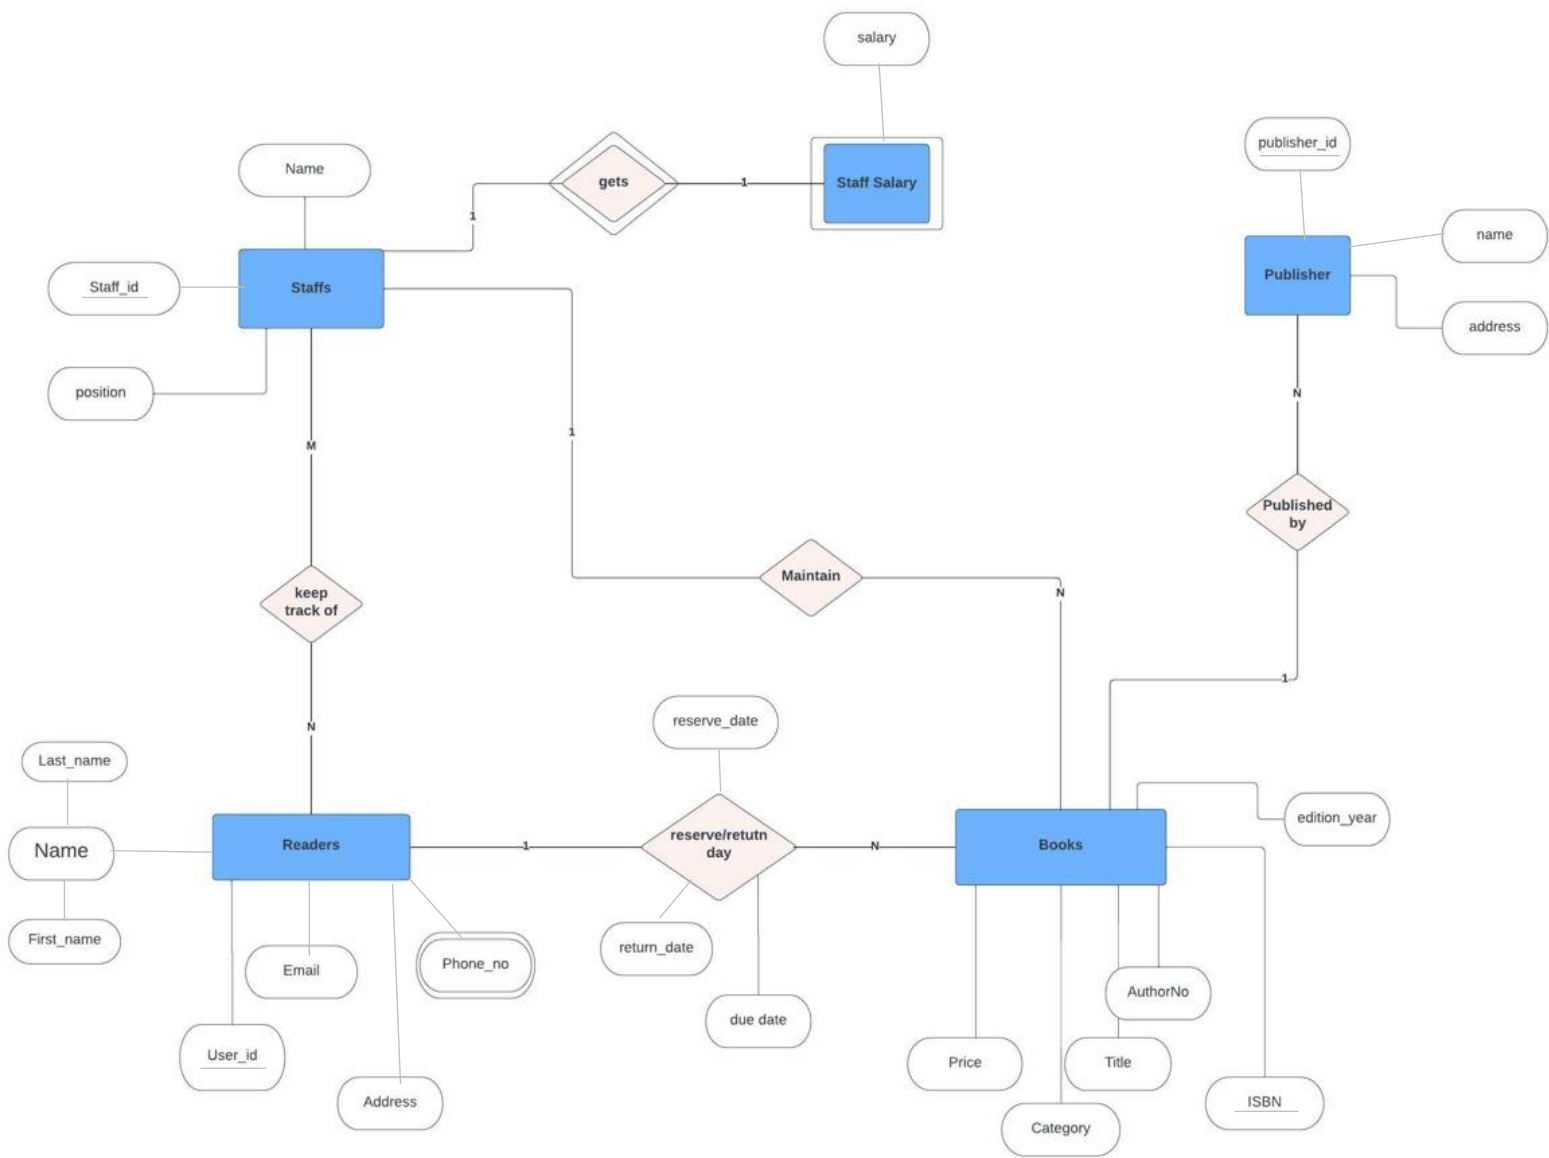 salary
publisher_id
Name
gets
1
Staff Salary
1
name
Publisher
Staff_id
Staffs
address
position
N
1
M
Published
by
Maintain
keep
track of
N
1
reserve_date
N
Last_name
edition_year
reserve/retutn
day
Name
Readers
1
N
Books
First_name
return_date
Phone_no
Email
AuthorNo
due date
User_id
Price
Title
Address
ISBN
Category